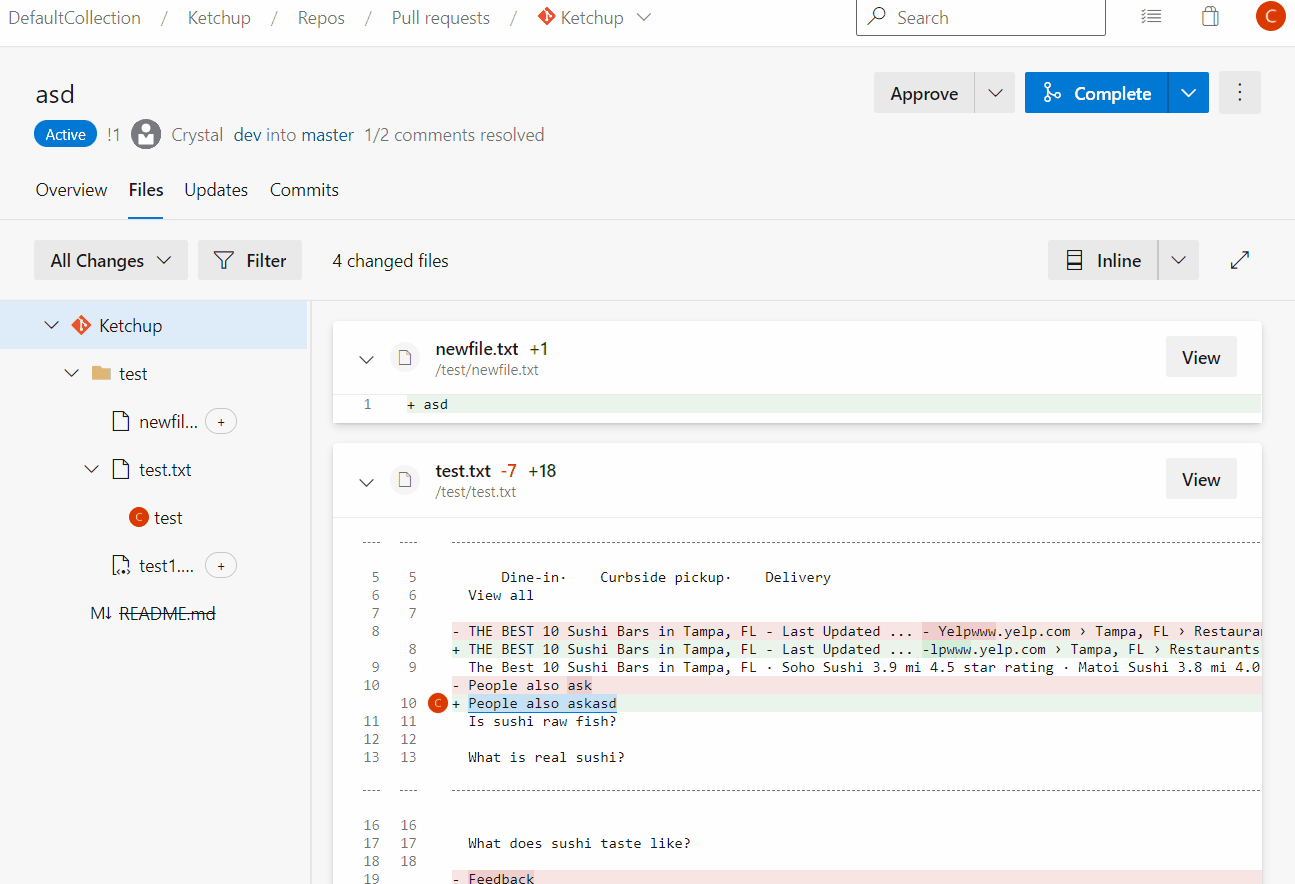 DefaultCollection / Ketchup / Repos / Pull requests / Ketchup Search C
asd
Approve Complete
Active !1 Crystal dev into master 1/2 comments resolved
Overview Files Updates Commits
All Changes Filter 4 changed files Inline
Ketchup
test
newfil... +
test.txt
C test
test1.... +
M↓ README.md
newfile.txt +1
/test/newfile.txt
View
1 + asd
test.txt -7 +18
/test/test.txt
View
5 5 Dine-in· Curbside pickup· Delivery
6 6 View all
7 7
8 - THE BEST 10 Sushi Bars in Tampa, FL - Last Updated ... - Yelpwww.yelp.com › Tampa, FL › Restauran
8 + THE BEST 10 Sushi Bars in Tampa, FL - Last Updated ... -lpwww.yelp.com › Tampa, FL › Restaurants
9 9 The Best 10 Sushi Bars in Tampa, FL · Soho Sushi 3.9 mi 4.5 star rating · Matoi Sushi 3.8 mi 4.0
10 - People also ask
10 C + People also askasd
11 11 Is sushi raw fish?
12 12
13 13 What is real sushi?
16 16
17 17 What does sushi taste like?
18 18
19 - Feedback